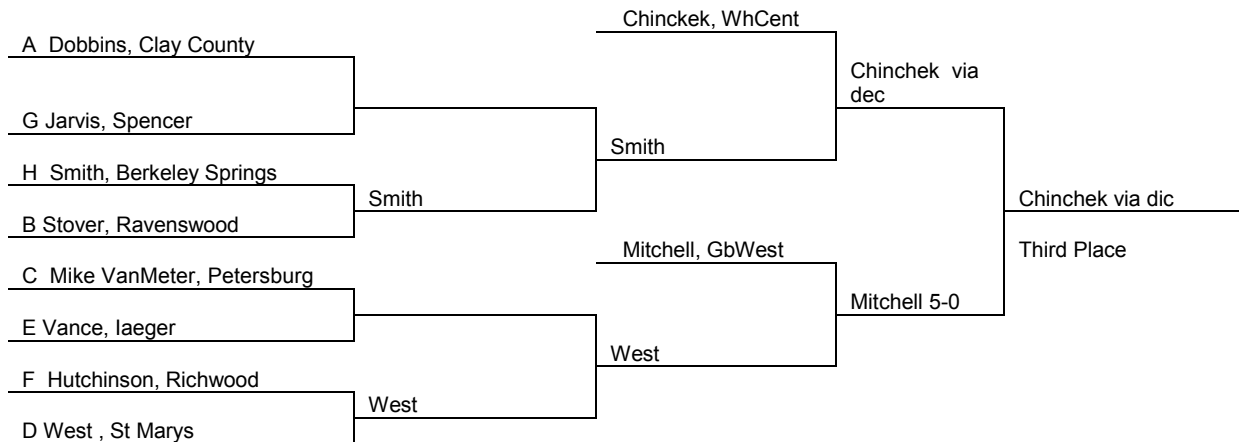 Chinckek, WhCent
A Dobbins, Clay County
Chinchek via
dec
G Jarvis, Spencer
Smith
H Smith, Berkeley Springs
Smith
Chinchek via dic
B Stover, Ravenswood
Mitchell, GbWest
Third Place
C Mike VanMeter, Petersburg
Mitchell 5-0
E Vance, Iaeger
West
F Hutchinson, Richwood
West
D West , St Marys